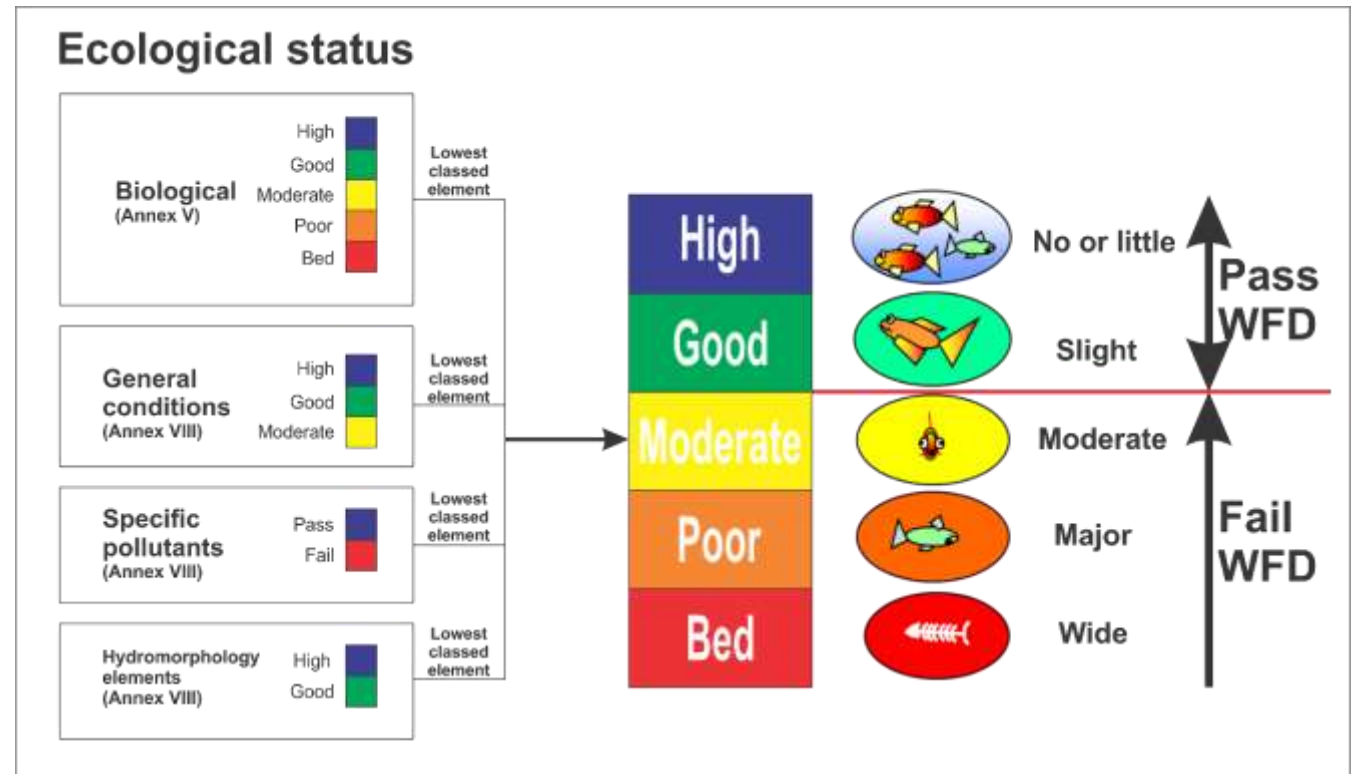 Ecological status
Biological
(Annex V)
High
Good
Moderate
Poor
Bed
Lowest
classed
element
General
conditions
(Annex VIII)
High
Good
Moderate
Lowest
classed
element
Specific
pollutants
(Annex VIII)
Pass
Fail
Lowest
classed
element
Hydromorphology
elements
(Annex VIII)
High
Good
Lowest
classed
element
High
Good
Moderate
Poor
Bed
No or little
Slight
Moderate
Major
Wide
Pass
WFD
Fail
WFD